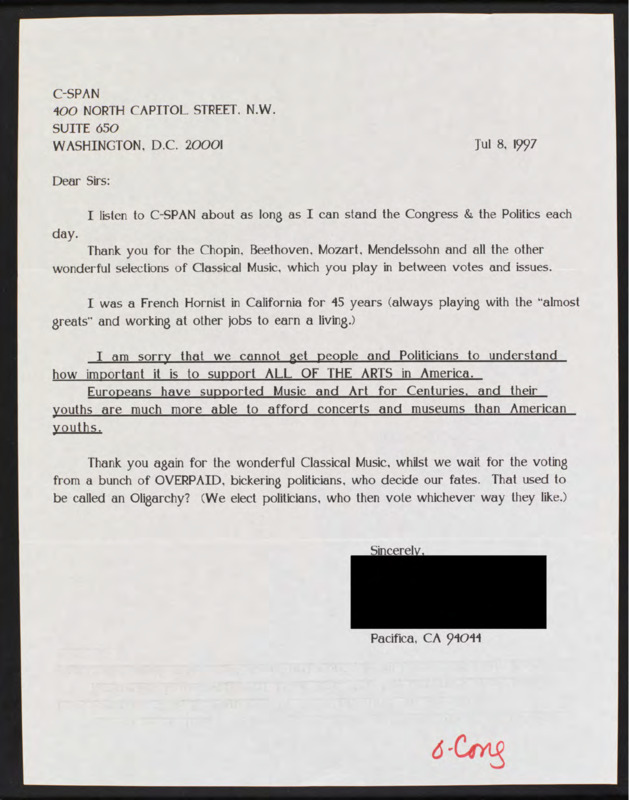 C-SPAN
400 NORTH CAPITOL STREET, N.W.
SUITE 650
WASHINGTON, D.C. 20001
Jul 8, 1997
Dear Sirs:
I listen to C-SPAN about as long as I can stand the Congress & the Politics each
day.
Thank you for the Chopin, Beethoven, Mozart, Mendelssohn and all the other
wonderful selections of Classical Music, which you play in between votes and issues.
I was a French Hornist in California for 45 years (always playing with the "almost
greats" and working at other jobs to earn a living.)
I am sorry that we cannot get people and Politicians to understand
how important it is to support ALL OF THE ARTS in America.
Europeans have supported Music and Art for Centuries, and their
youths are much more able to afford concerts and museums than American
youths.
Thank you again for the wonderful Classical Music, whilst we wait for the voting
from a bunch of OVERPAID, bickering politicians, who decide our fates. That used to
be called an Oligarchy? (We elect politicians, who then vote whichever way they like.)
Sincerely,
Pacifica, CA 94044